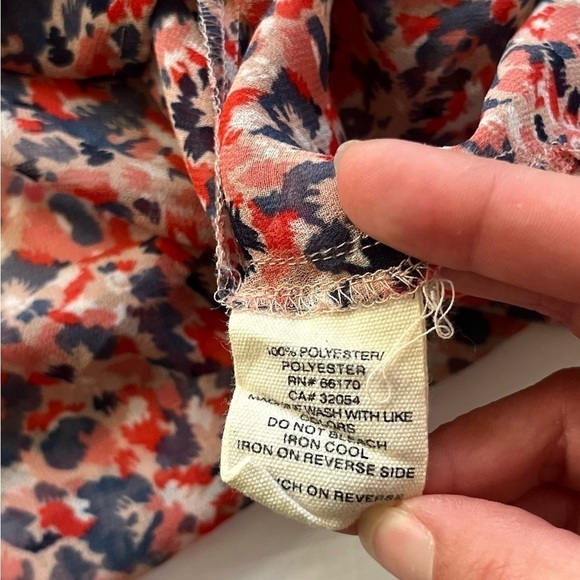 100% POLYESTER/
POLYESTER
RN# 66170
CA# 32054
WASH WITH LIKE
COLORS
DO NOT BLEACH
IRON COOL
IRON ON REVERSE SIDE
ON REVERSE